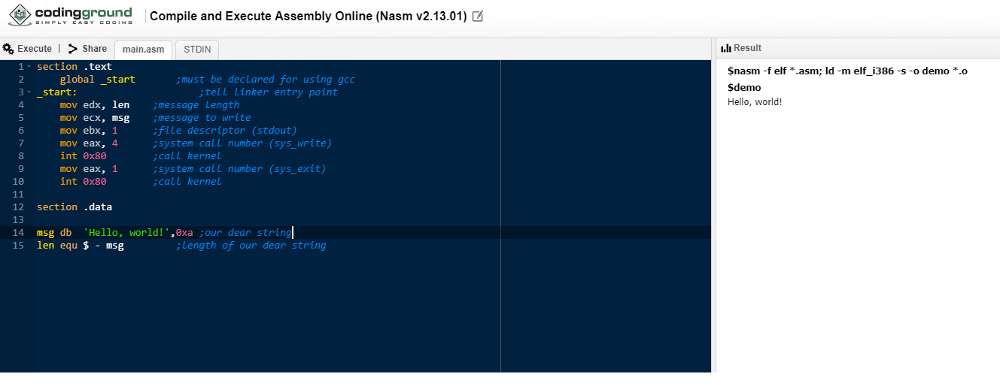 codingground
SIMPLY EASY CODING
Compile and Execute Assembly Online (Nasm v2.13.01)
Execute | Share main.asm STDIN
1 section .text
2 global _start ;must be declared for using gcc
3 _start: ;tell linker entry point
4 mov edx, len ;message length
5 mov ecx, msg ;message to write
6 mov ebx, 1 ;file descriptor (stdout)
7 mov eax, 4 ;system call number (sys_write)
8 int 0x80 ;call kernel
9 mov eax, 1 ;system call number (sys_exit)
10 int 0x80 ;call kernel
11
12 section .data
13
14 msg db 'Hello, world!',0xa ;our dear string
15 len equ $ - msg ;length of our dear string
Result
$nasm -f elf *.asm; ld -m elf_i386 -s -o demo *.o
$demo
Hello, world!